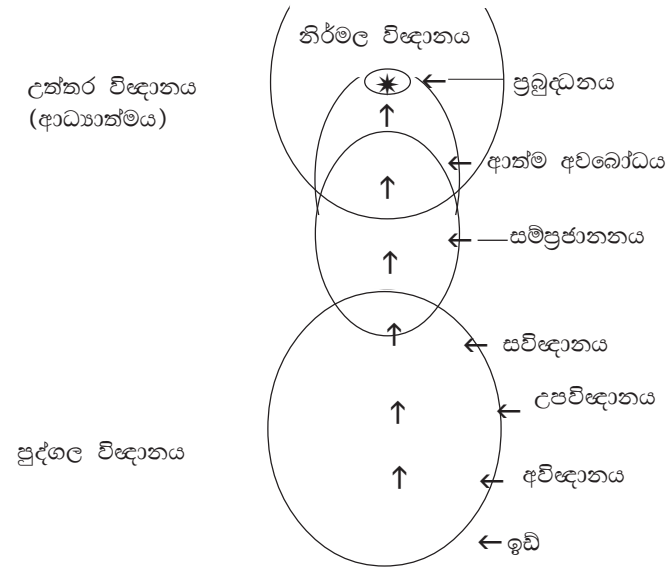 නිර්මල විඥානය
උත්තර විඥානය
(ආධ්‍යාත්මය)
ප්‍රබුද්ධනය
ආත්ම අවබෝධය
සම්ප්‍රජානනය
සවිඥානය
උපවිඥානය
පුද්ගල විඥානය
අවිඥානය
ඉඩ්